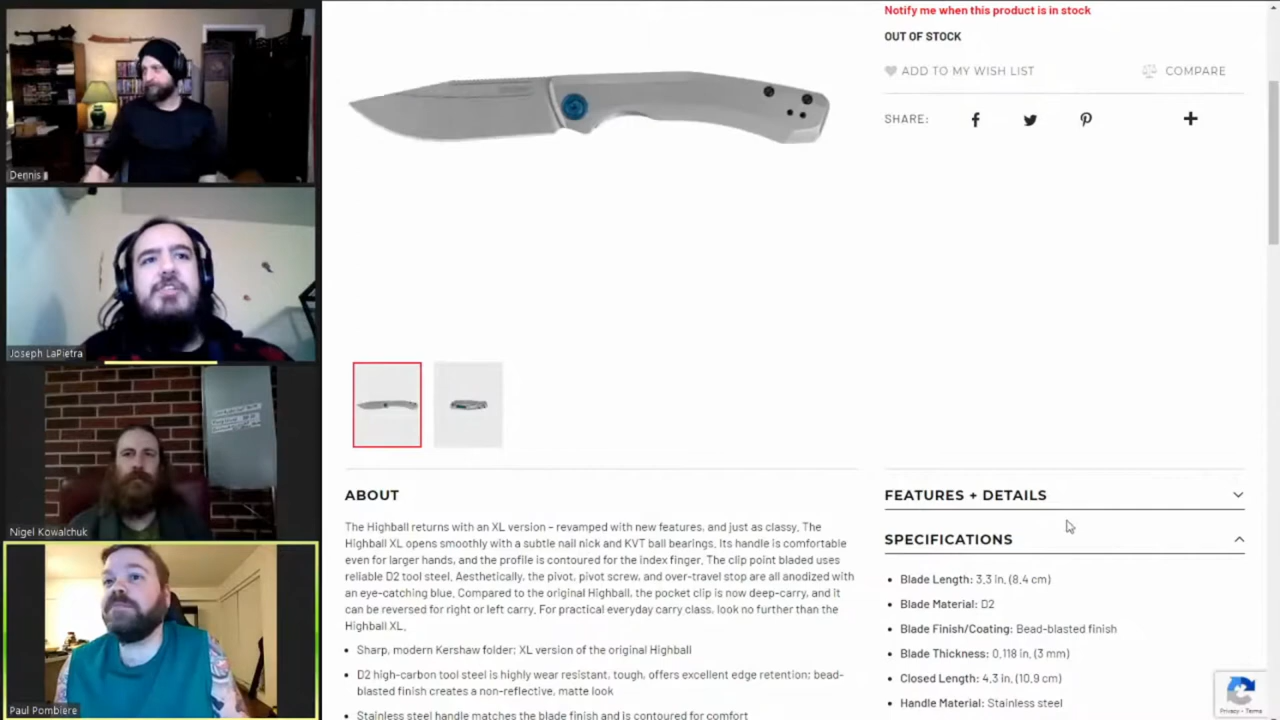 Dennis
Joseph LaPietra
Nigel Kowalchuk
Paul Pombiere
Notify me when this product is in stock
OUT OF STOCK
ADD TO MY WISH LIST
COMPARE
SHARE:
ABOUT
The Highball returns with an XL version – revamped with new features, and just as classy. The
Highball XL opens smoothly with a subtle nail nick and KVT ball bearings. Its handle is comfortable
even for larger hands, and the profile is contoured for the index finger. The clip point bladed uses
reliable D2 tool steel. Aesthetically, the pivot, pivot screw, and over-travel stop are all anodized with
an eye-catching blue. Compared to the original Highball, the pocket clip is now deep-carry, and it
can be reversed for right or left carry. For practical everyday carry class, look no further than the
Highball XL.
Sharp, modern Kershaw folder; XL version of the original Highball
D2 high-carbon tool steel is highly wear resistant, tough, offers excellent edge retention; bead-
blasted finish creates a non-reflective, matte look
Stainless steel handle matches the blade finish and is contoured for comfort
FEATURES + DETAILS
SPECIFICATIONS
Blade Length: 3.3 in. (8.4 cm)
Blade Material: D2
Blade Finish/Coating: Bead-blasted finish
Blade Thickness: 0.118 in. (3 mm)
Closed Length: 4.3 in. (10.9 cm)
Handle Material: Stainless steel
Privacy - Terms